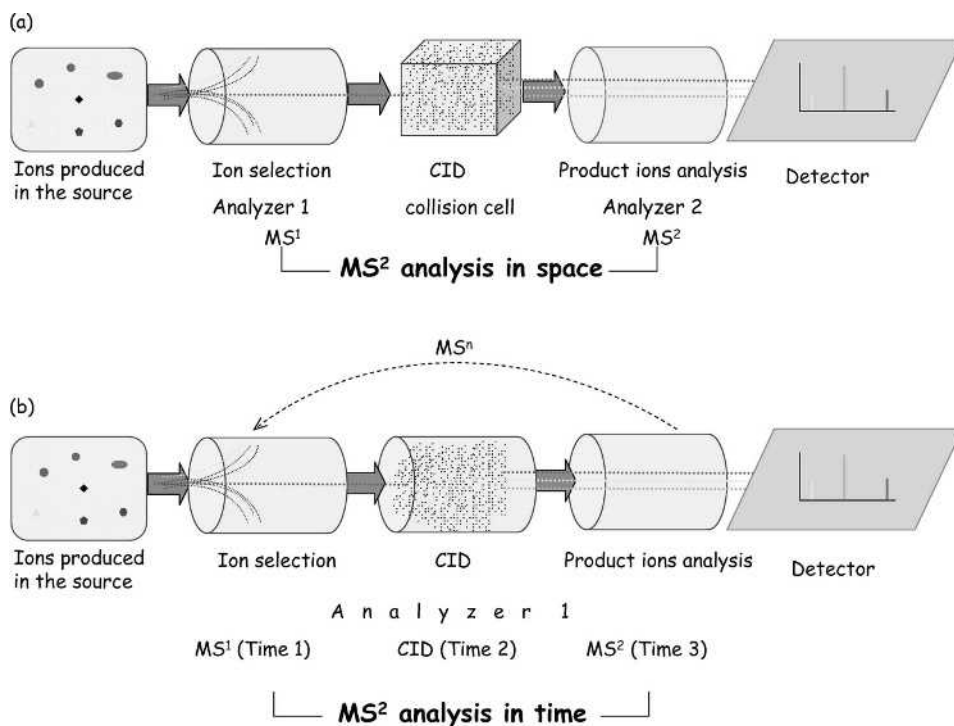 (a)
Ions produced
in the source
Ion selection
Analyzer 1
MS¹
CID
collision cell
Product ions analysis
Analyzer 2
MS²
Detector
MS² analysis in space
MSⁿ
(b)
Ions produced
in the source
Ion selection
CID
Product ions analysis
Detector
Analyzer 1
MS¹ (Time 1)
CID (Time 2)
MS² (Time 3)
MS² analysis in time